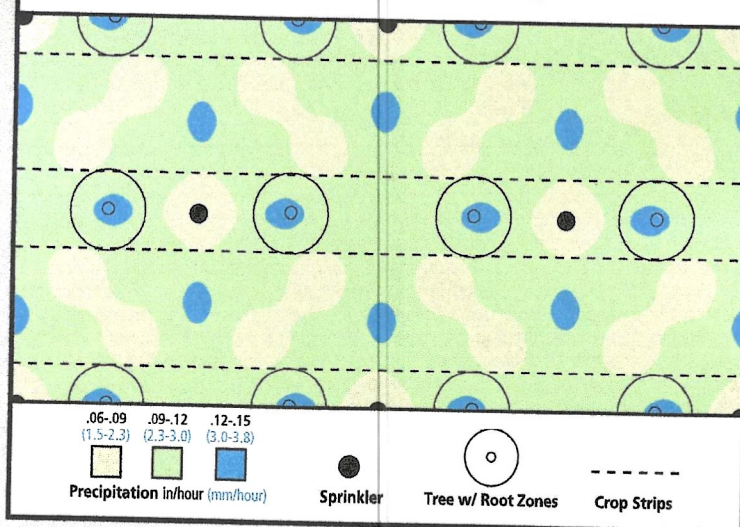 .06-.09 .09-.12 .12-.15
(1.5-2.3) (2.3-3.0) (3.0-3.8)
Precipitation in/hour (mm/hour)
Sprinkler
Tree w/ Root Zones
Crop Strips